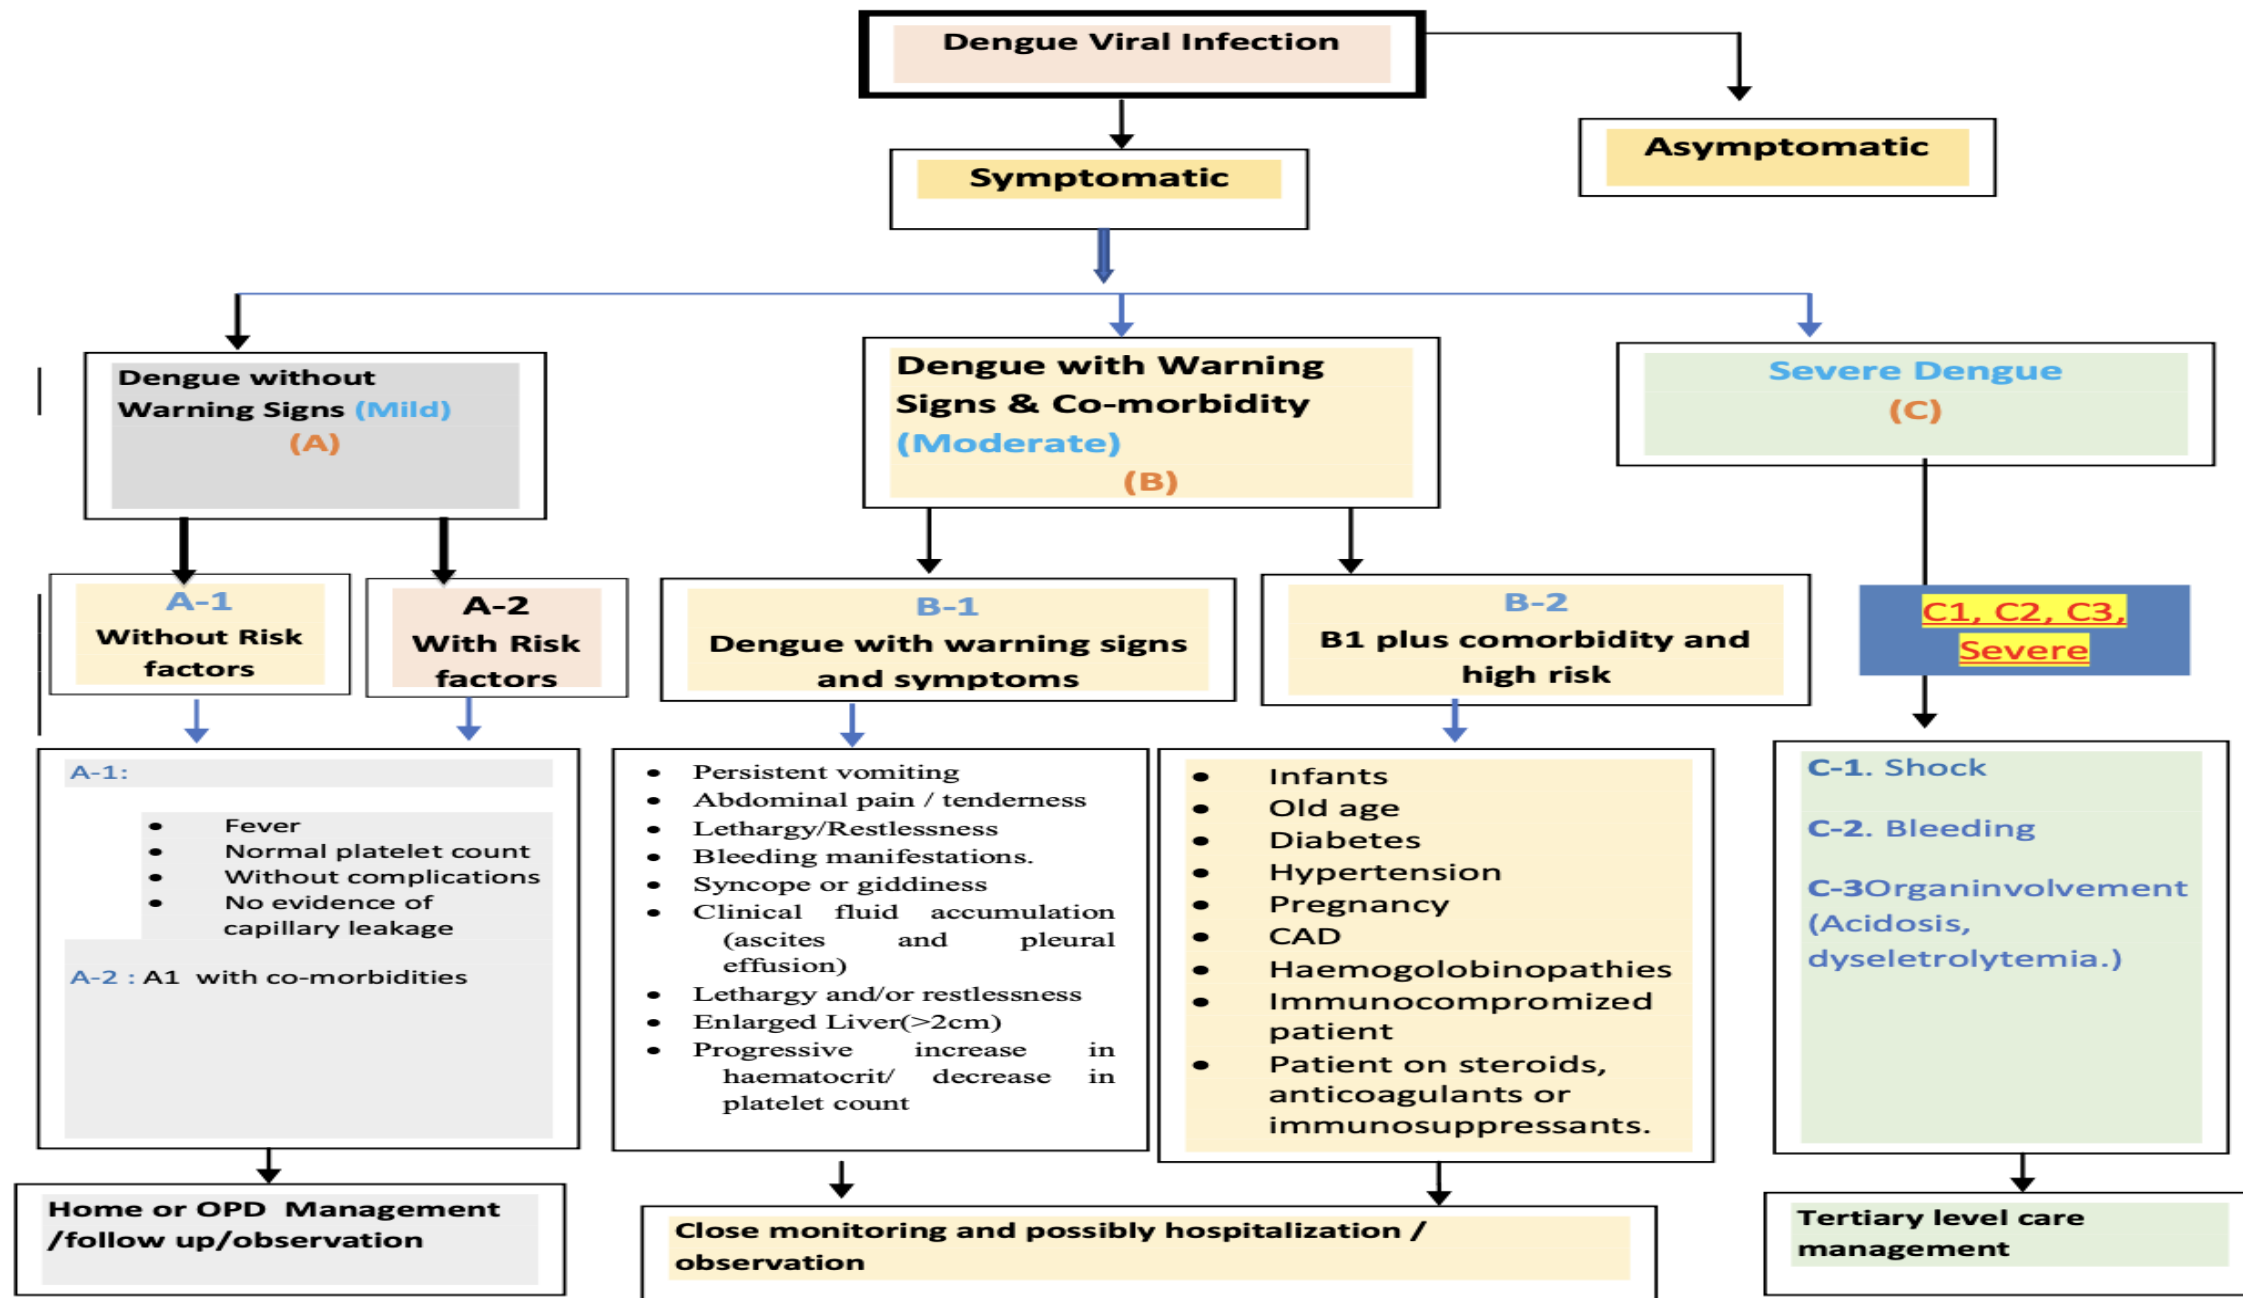 Dengue Viral Infection
Asymptomatic
Symptomatic
Dengue without
Warning Signs (Mild)
(A)
Dengue with Warning
Signs & Co-morbidity
(Moderate)
(B)
Severe Dengue
(C)
A-1
Without Risk
factors
A-2
With Risk
factors
B-1
Dengue with warning signs
and symptoms
B-2
B1 plus comorbidity and
high risk
C1, C2, C3,
Severe
A-1:
• Fever
• Normal platelet count
• Without complications
• No evidence of
capillary leakage
A-2 : A1 with co-morbidities
• Persistent vomiting
• Abdominal pain / tenderness
• Lethargy/Restlessness
• Bleeding manifestations.
• Syncope or giddiness
• Clinical fluid accumulation
(ascites and pleural
effusion)
• Lethargy and/or restlessness
• Enlarged Liver(>2cm)
• Progressive increase in
haematocrit/ decrease in
platelet count
• Infants
• Old age
• Diabetes
• Hypertension
• Pregnancy
• CAD
• Haemogolobinopathies
• Immunocompromized
patient
• Patient on steroids,
anticoagulants or
immunosuppressants.
C-1. Shock
C-2. Bleeding
C-3Organinvolvement
(Acidosis,
dyseletrolytemia.)
Home or OPD Management
/follow up/observation
Close monitoring and possibly hospitalization /
observation
Tertiary level care
management